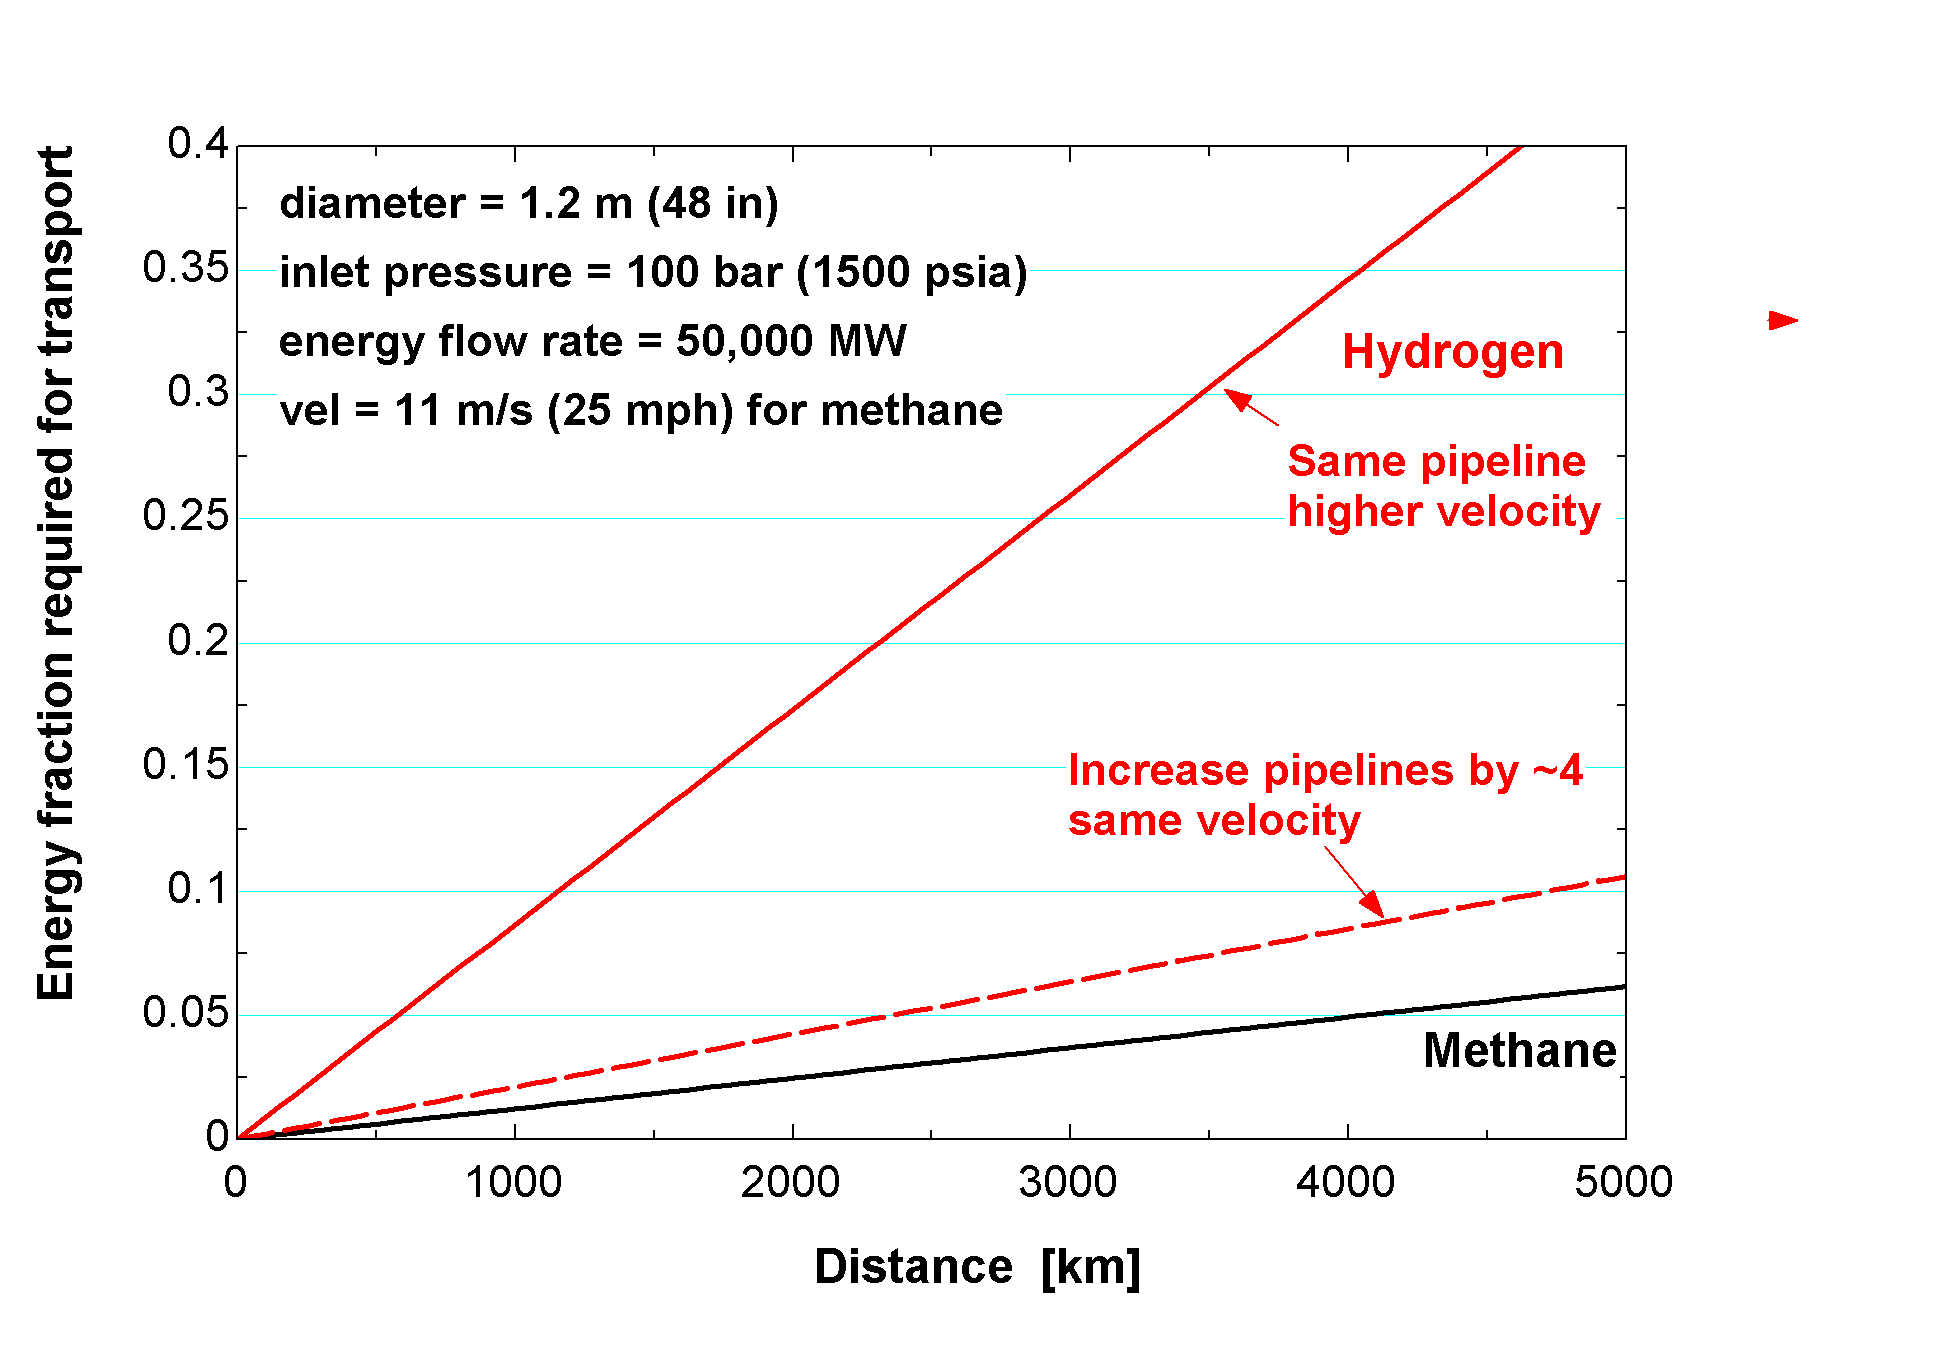 0.4
0.35
0.3
0.25
0.2
0.15
0.1
0.05
0
Energy fraction required for transport
diameter = 1.2 m (48 in)
inlet pressure = 100 bar (1500 psia)
energy flow rate = 50,000 MW
vel = 11 m/s (25 mph) for methane
Hydrogen
Same pipeline
higher velocity
Increase pipelines by ~4
same velocity
Methane
0
1000
2000
3000
4000
5000
Distance [km]